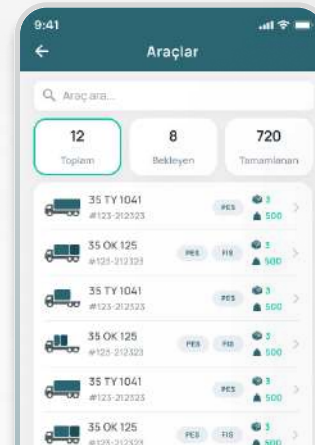 9:41
Araçlar
Araç ara...
12 8 720
Toplam Bekleyen Tamamlanan
35 TY 1041 PES 3
#123-212323 500
35 OK 125 PES FIS 3
#123-212323 500
35 TY 1041 PES 3
#123-212323 500
35 OK 125 PES FIS 3
#123-212323 500
35 TY 1041 PES 3
#123-212323 500
35 OK 125 PES FIS 3
#123-212323 500